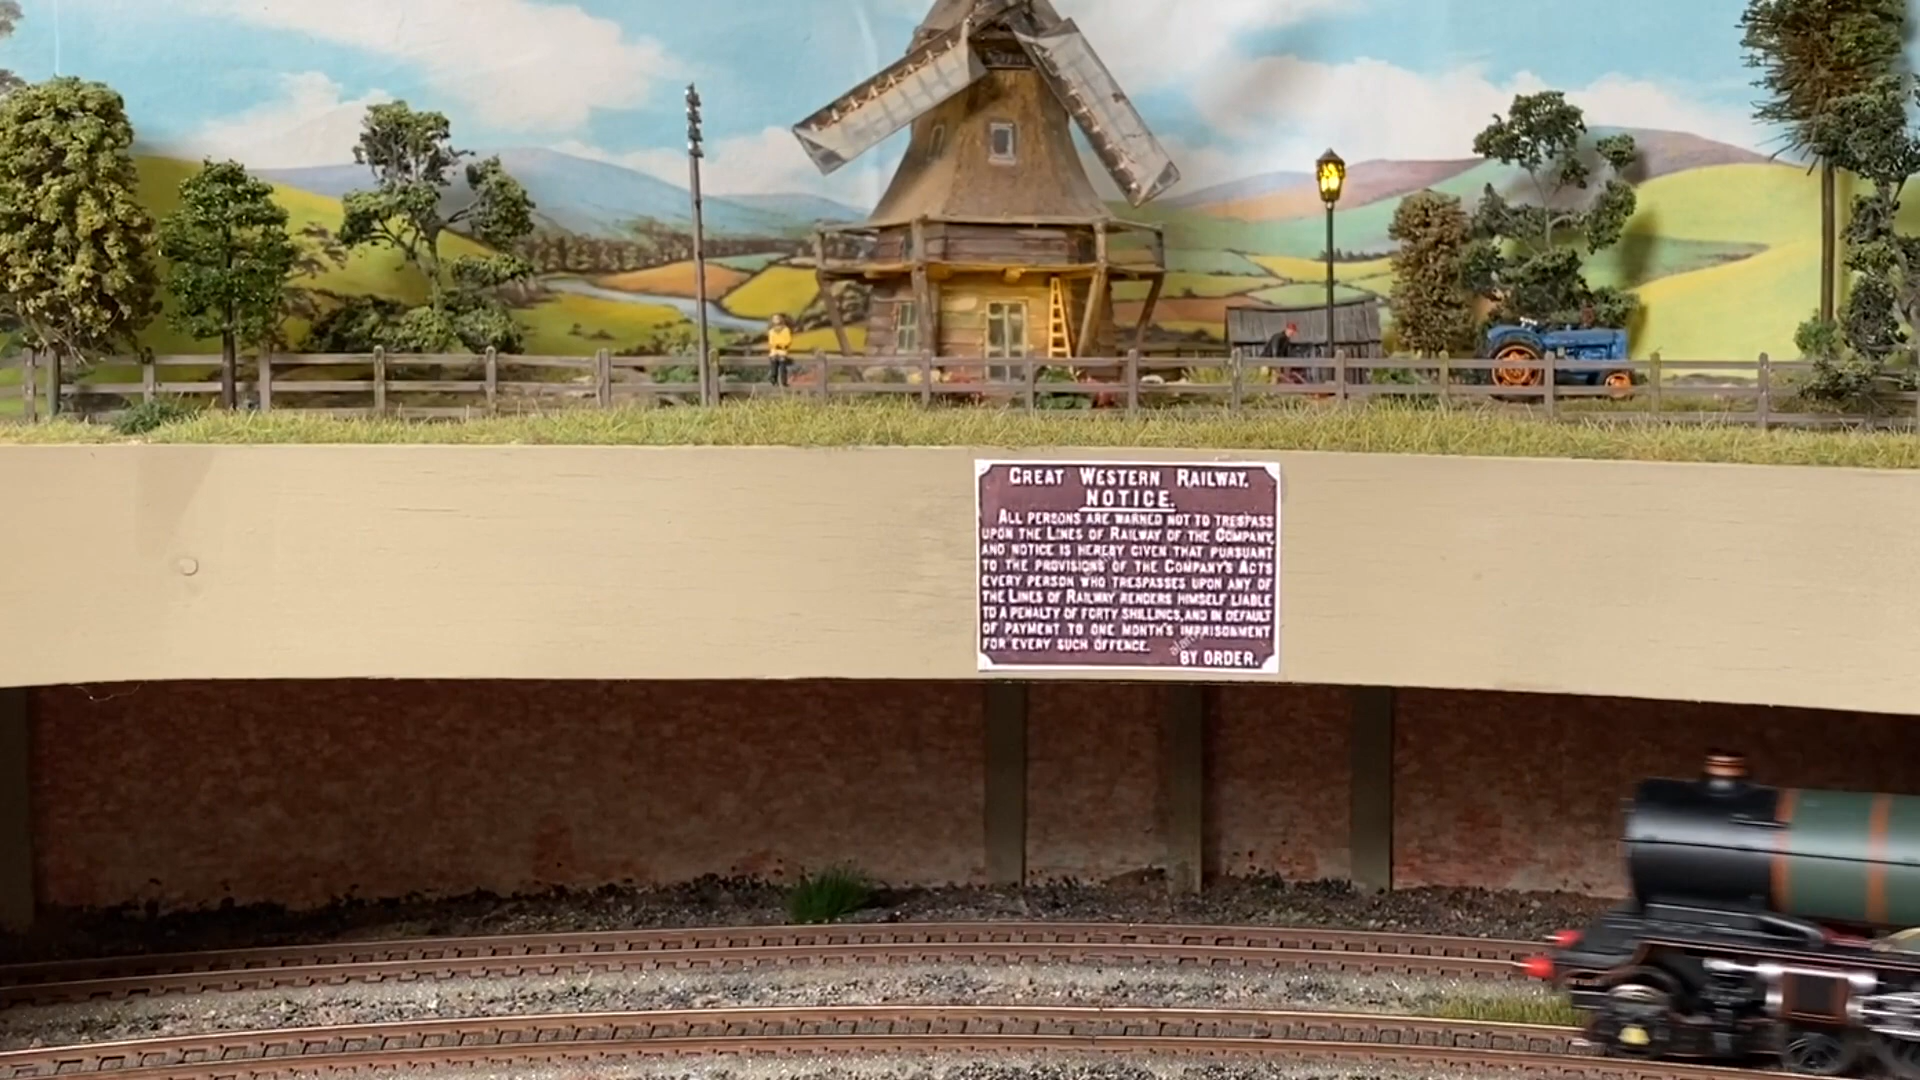 GREAT WESTERN RAILWAY.
NOTICE.
ALL PERSONS ARE WARNED NOT TO TRESPASS
UPON THE LINES OF RAILWAY OF THE COMPANY,
AND NOTICE IS HEREBY GIVEN THAT PURSUANT
TO THE PROVISIONS OF THE COMPANY'S ACTS
EVERY PERSON WHO TRESPASSES UPON ANY OF
THE LINES OF RAILWAY RENDERS HIMSELF LIABLE
TO A PENALTY OF FORTY SHILLINGS, AND IN DEFAULT
OF PAYMENT TO ONE MONTH'S IMPRISONMENT
FOR EVERY SUCH OFFENCE.
BY ORDER.